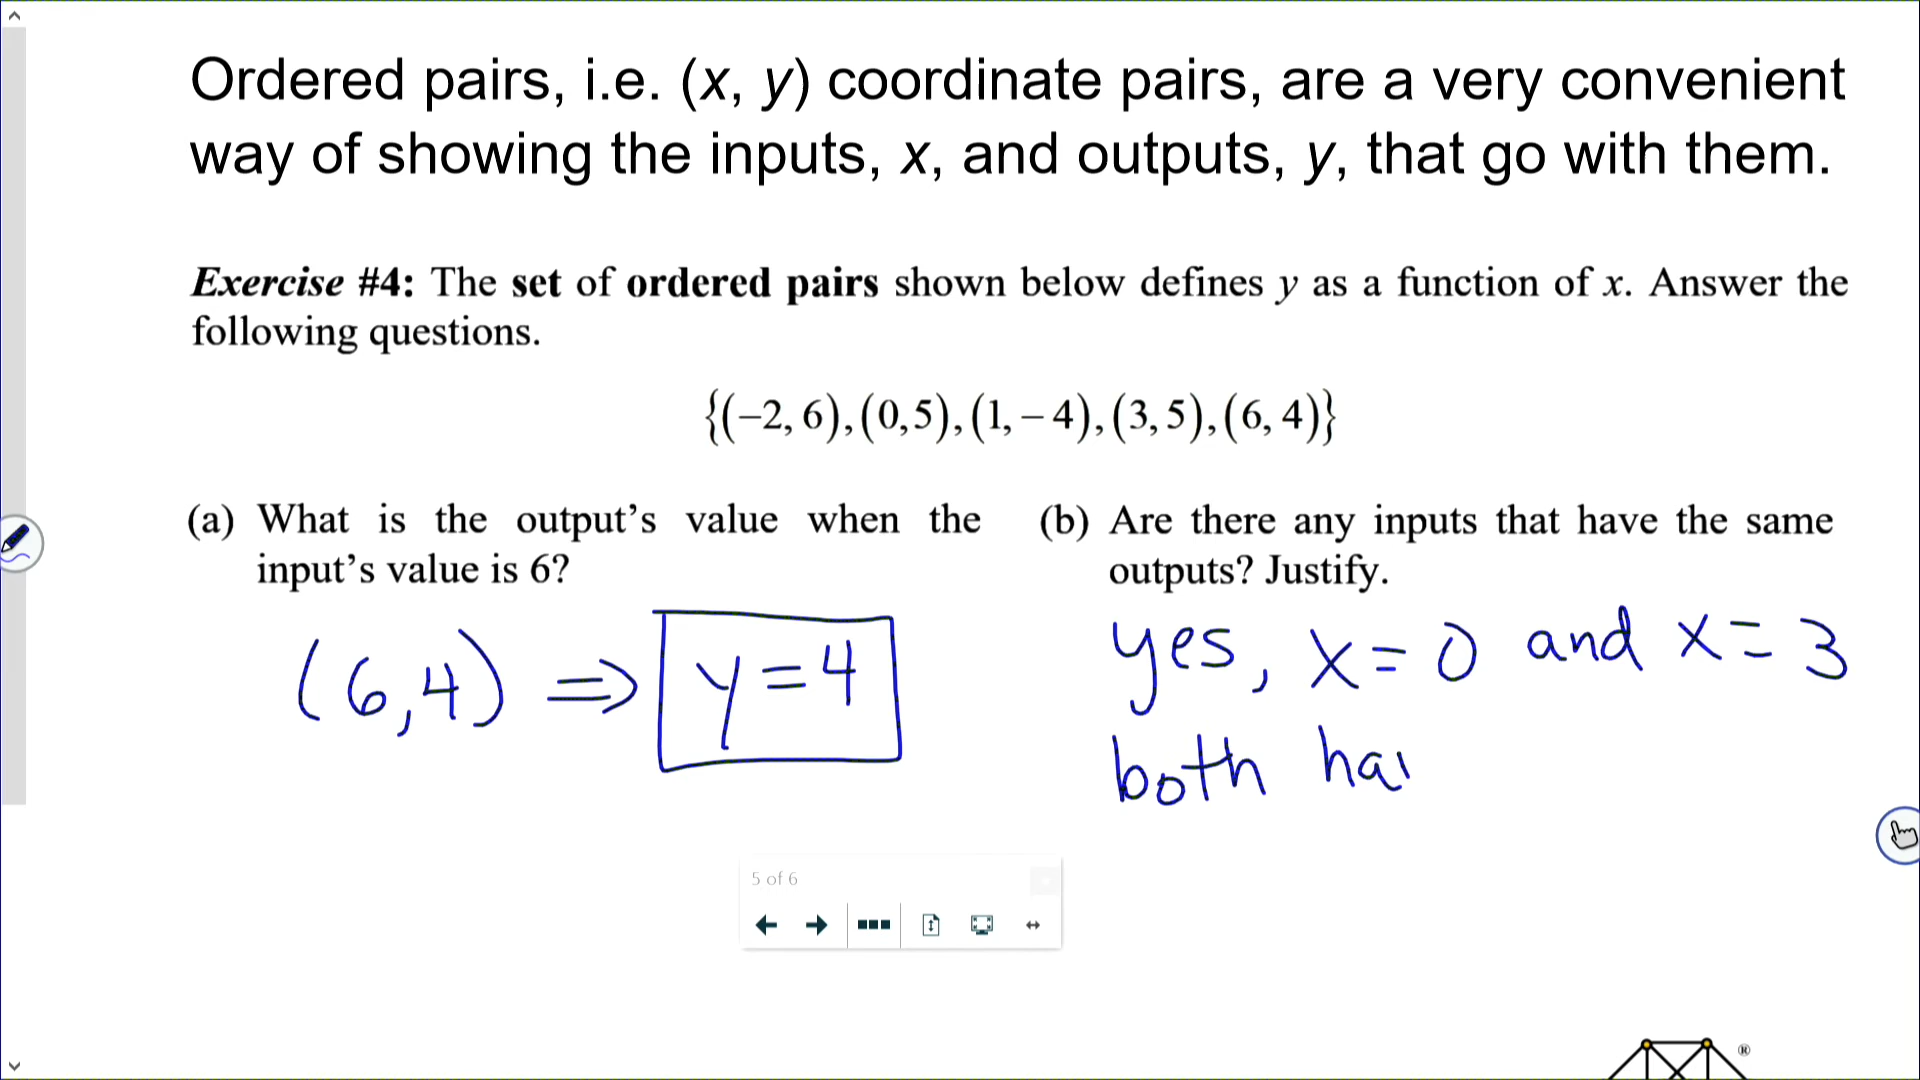 Ordered pairs, i.e. (x, y) coordinate pairs, are a very convenient
way of showing the inputs, x, and outputs, y, that go with them.
Exercise #4: The set of ordered pairs shown below defines y as a function of x. Answer the
following questions.
{(−2, 6),(0,5),(1, −4),(3,5),(6, 4)}
(a) What is the output's value when the
input's value is 6?
(6,4) ⇒ y = 4
(b) Are there any inputs that have the same
outputs? Justify.
yes, x = 0 and x = 3
both ha
5 of 6
®